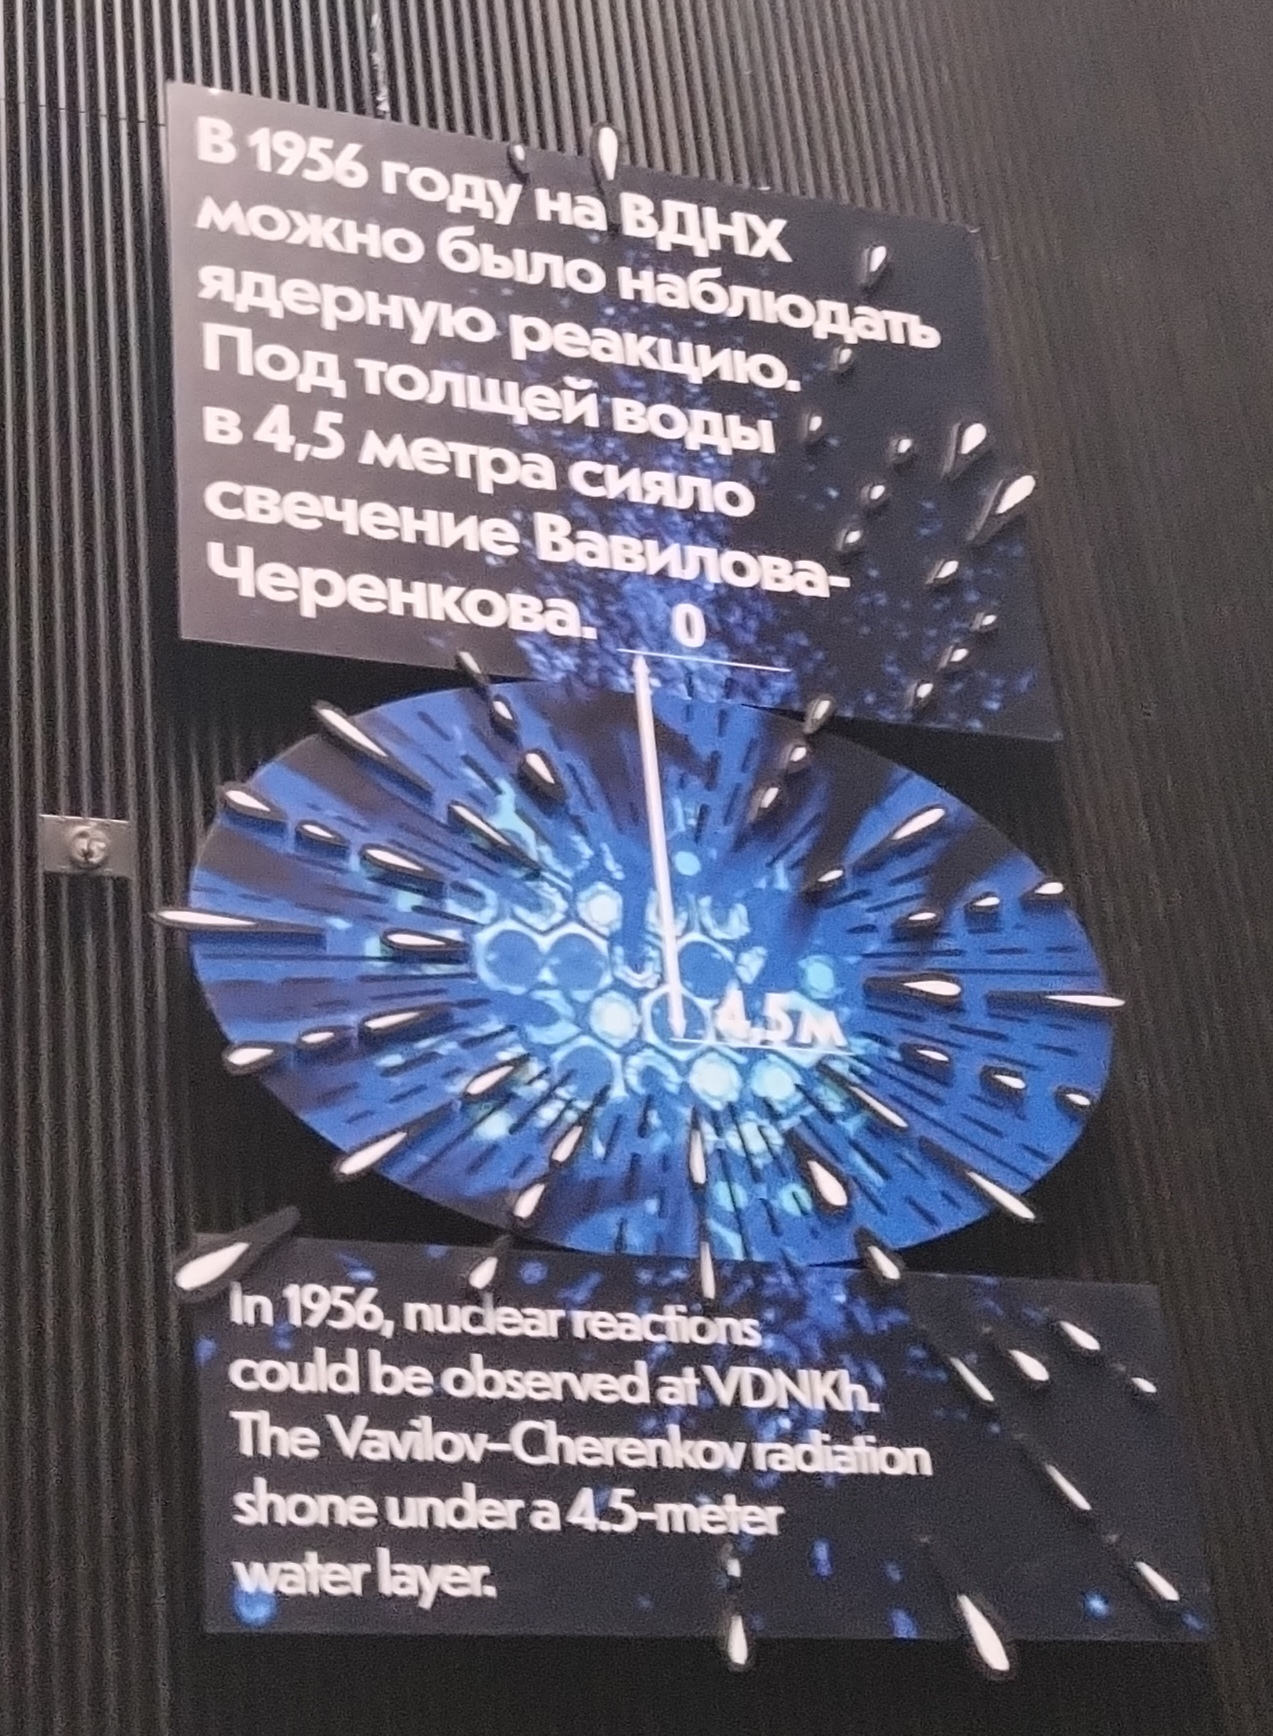 В 1956 году на ВДНХ
можно было наблюдать
ядерную реакцию.
Под толщей воды
в 4,5 метра сияло
свечение Вавилова-
Черенкова.
0
4,5 м
In 1956, nuclear reactions
could be observed at VDNKh.
The Vavilov–Cherenkov radiation
shone under a 4.5-meter
water layer.